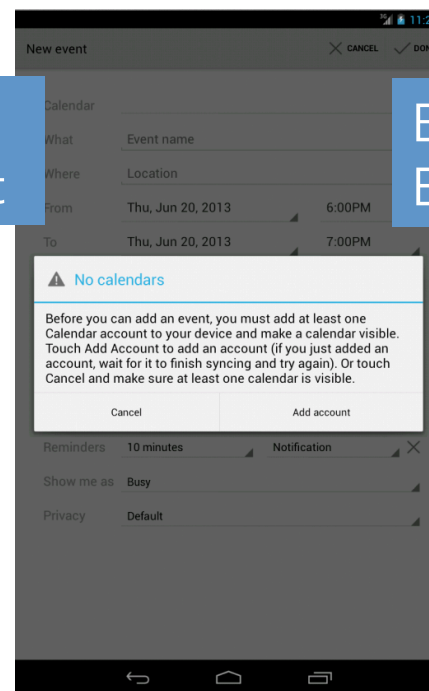 3G 11:2
New event CANCEL DON
Calendar
What Event name
Where Location
From Thu, Jun 20, 2013 6:00PM
To Thu, Jun 20, 2013 7:00PM
No calendars
Before you can add an event, you must add at least one
Calendar account to your device and make a calendar visible.
Touch Add Account to add an account (if you just added an
account, wait for it to finish syncing and try again). Or touch
Cancel and make sure at least one calendar is visible.
Cancel Add account
Reminders 10 minutes Notification
Show me as Busy
Privacy Default